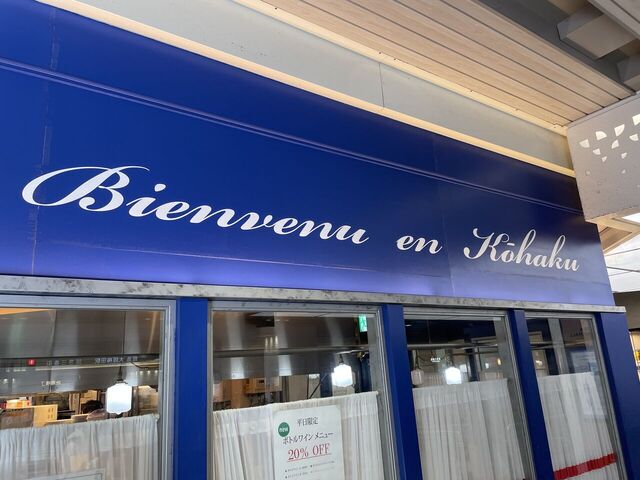 Bienvenu en Kōhaku
new
平日限定
ボトルワイン メニュー
20% OFF